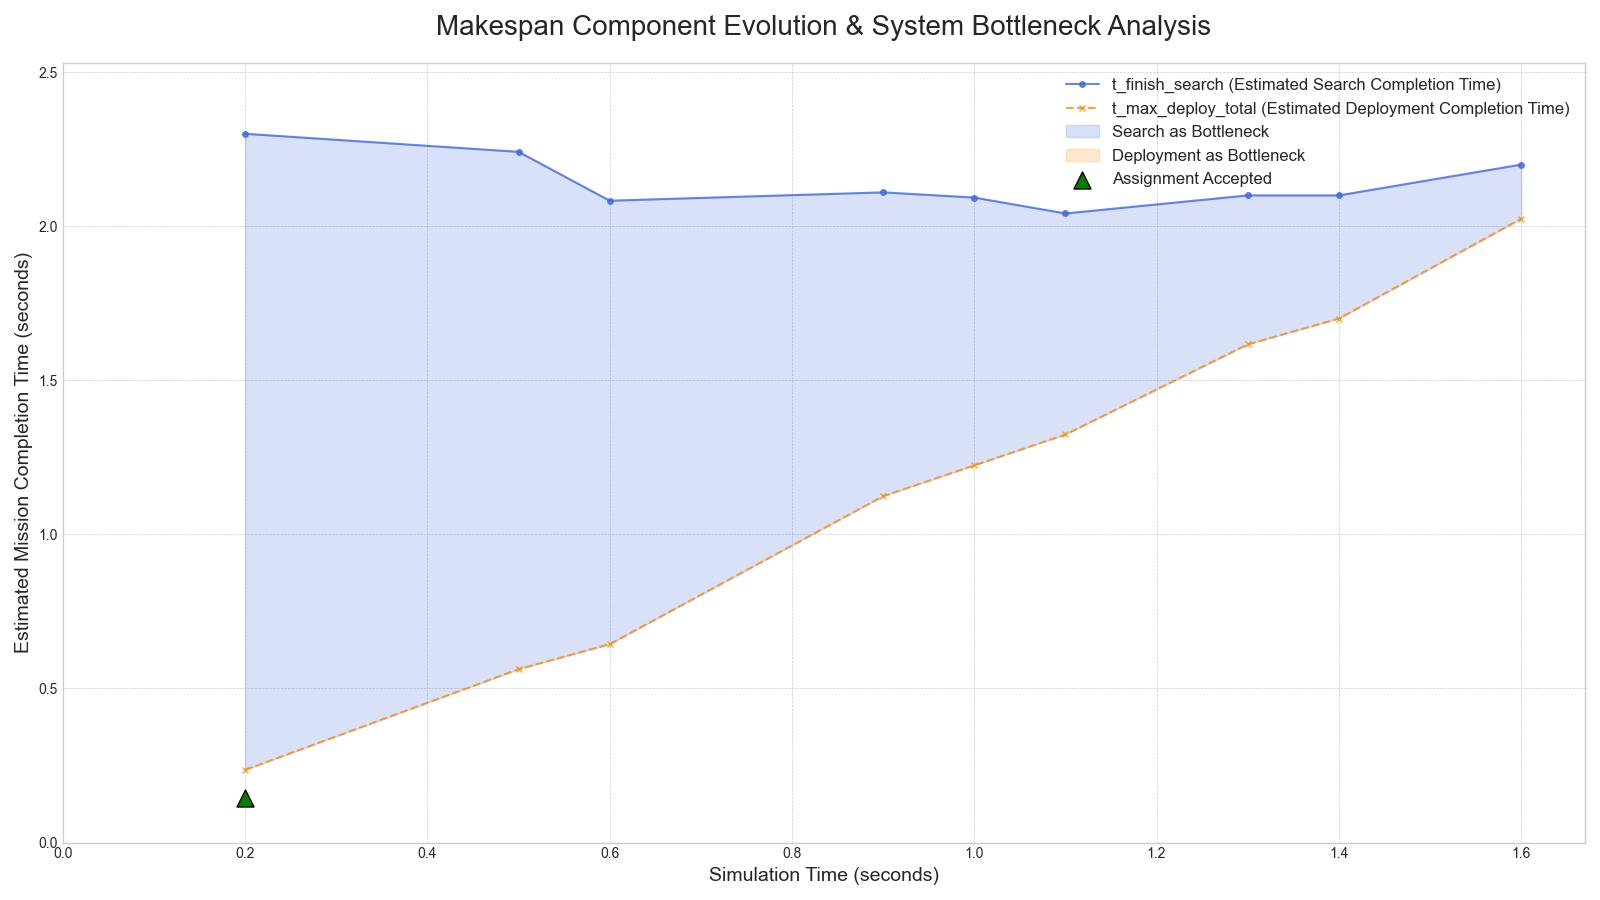 Makespan Component Evolution & System Bottleneck Analysis
t_finish_search (Estimated Search Completion Time)
t_max_deploy_total (Estimated Deployment Completion Time)
Search as Bottleneck
Deployment as Bottleneck
Assignment Accepted
Estimated Mission Completion Time (seconds)
2.5
2.0
1.5
1.0
0.5
0.0
0.0 0.2 0.4 0.6 0.8 1.0 1.2 1.4 1.6
Simulation Time (seconds)